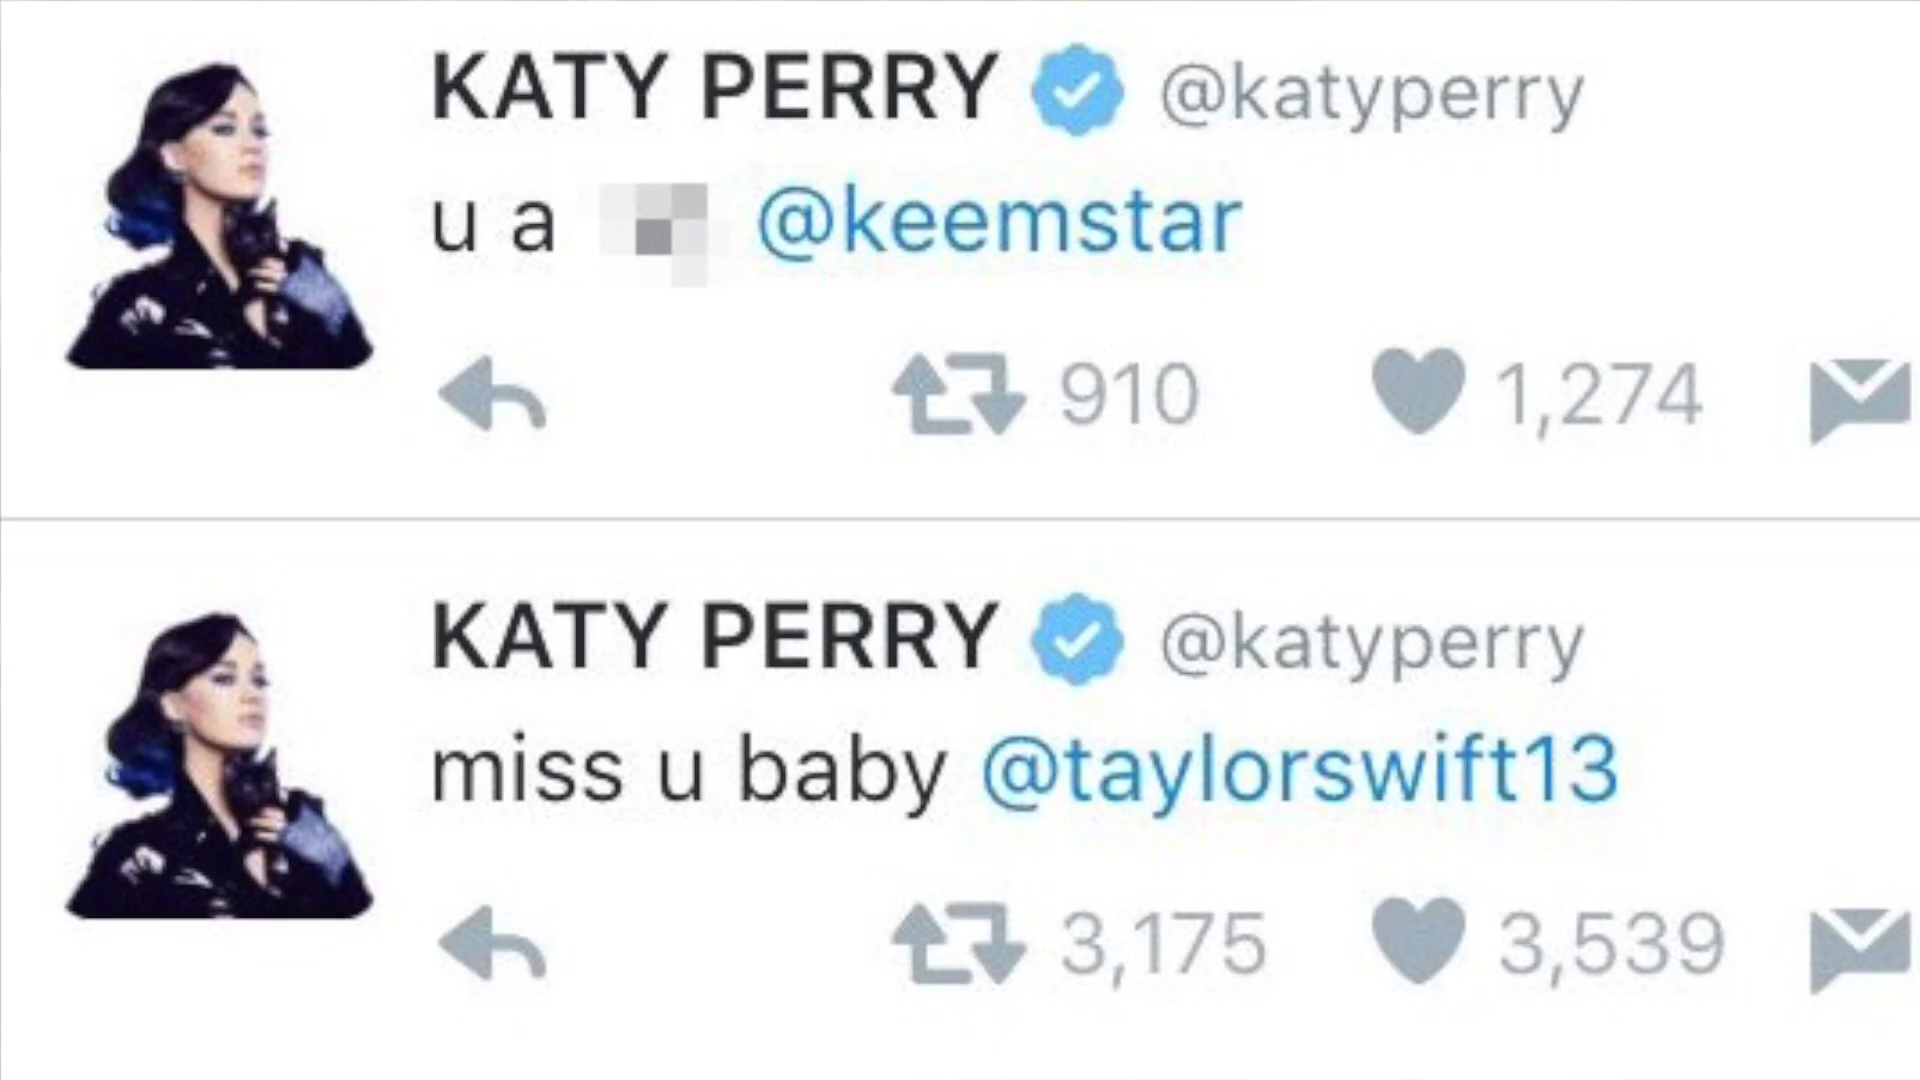 KATY PERRY @katyperry
u a @keemstar
910 1,274
KATY PERRY @katyperry
miss u baby @taylorswift13
3,175 3,539